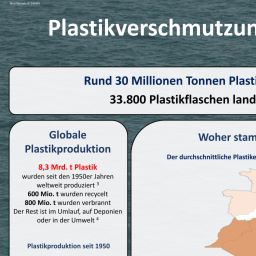 Plastikverschmutzun
Rund 30 Millionen Tonnen Plasti
33.800 Plastikflaschen land
Globale
Plastikproduktion
8,3 Mrd. t Plastik
wurden seit den 1950er Jahren
weltweit produziert ³
600 Mio. t wurden recycelt
800 Mio. t wurden verbrannt
Der Rest ist im Umlauf, auf Deponien
oder in der Umwelt ⁴
Plastikproduktion seit 1950
Woher stam
Der durchschnittliche Plastike